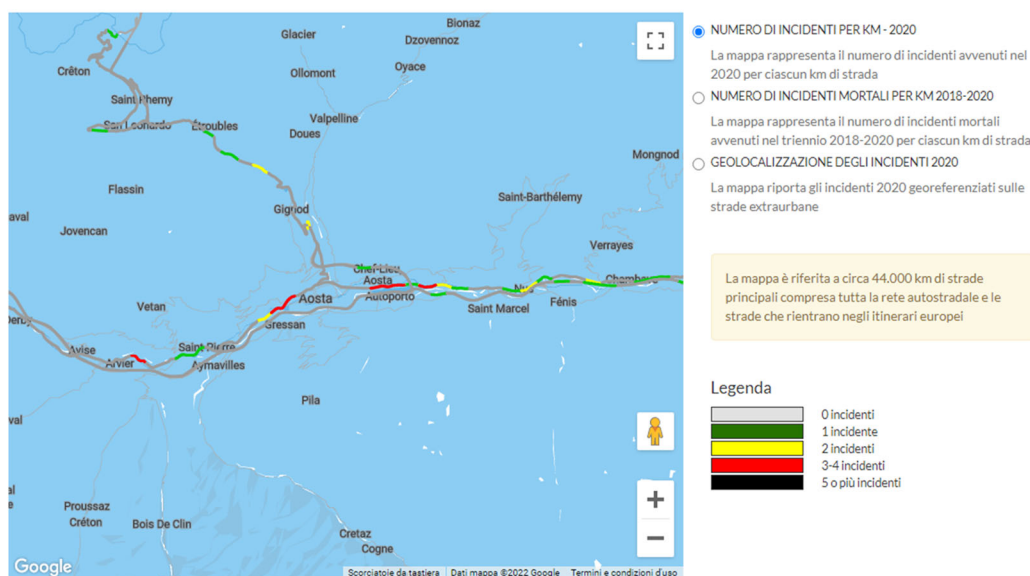 Bionaz
Glacier
Dzovennoz
Crêton
Ollomont
Oyace
Saint Rhemy
San Leonardo
Étroubles
Valpelline
Doues
Mongnod
Flassin
Saint-Barthélemy
Gignod
Jovencan
Verrayes
Chef-Lieu
Aosta
Chambave
Nus
Autoporto
Aosta
Fénis
Vetan
Saint Marcel
Gressan
Derby
Avise
Saint Pierre
Arvier
Aymavilles
Pila
Proussaz
Créton
Bois De Clin
Cretaz
Cogne
Google
Scorciatoie da tastiera
Dati mappa ©2022 Google
Termini e condizioni d'uso
NUMERO DI INCIDENTI PER KM - 2020
La mappa rappresenta il numero di incidenti avvenuti nel
2020 per ciascun km di strada
NUMERO DI INCIDENTI MORTALI PER KM 2018-2020
La mappa rappresenta il numero di incidenti mortali
avvenuti nel triennio 2018-2020 per ciascun km di strada
GEOLOCALIZZAZIONE DEGLI INCIDENTI 2020
La mappa riporta gli incidenti 2020 georeferenziati sulle
strade extraurbane
La mappa è riferita a circa 44.000 km di strade
principali compresa tutta la rete autostradale e le
strade che rientrano negli itinerari europei
Legenda
0 incidenti
1 incidente
2 incidenti
3-4 incidenti
5 o più incidenti